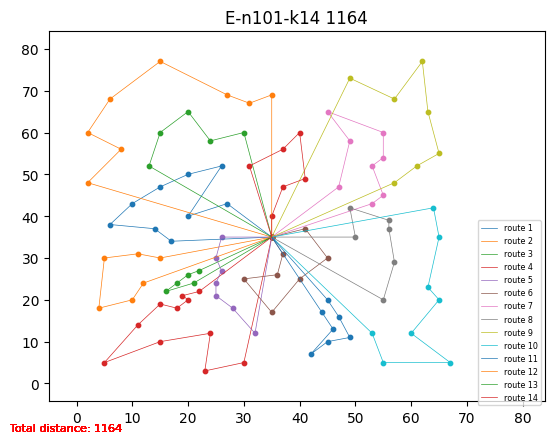 E-n101-k14 1164
80
70
60
50
40
30
20
10
0
0 10 20 30 40 50 60 70 80
route 1
route 2
route 3
route 4
route 5
route 6
route 7
route 8
route 9
route 10
route 11
route 12
route 13
route 14
Total distance: 1164